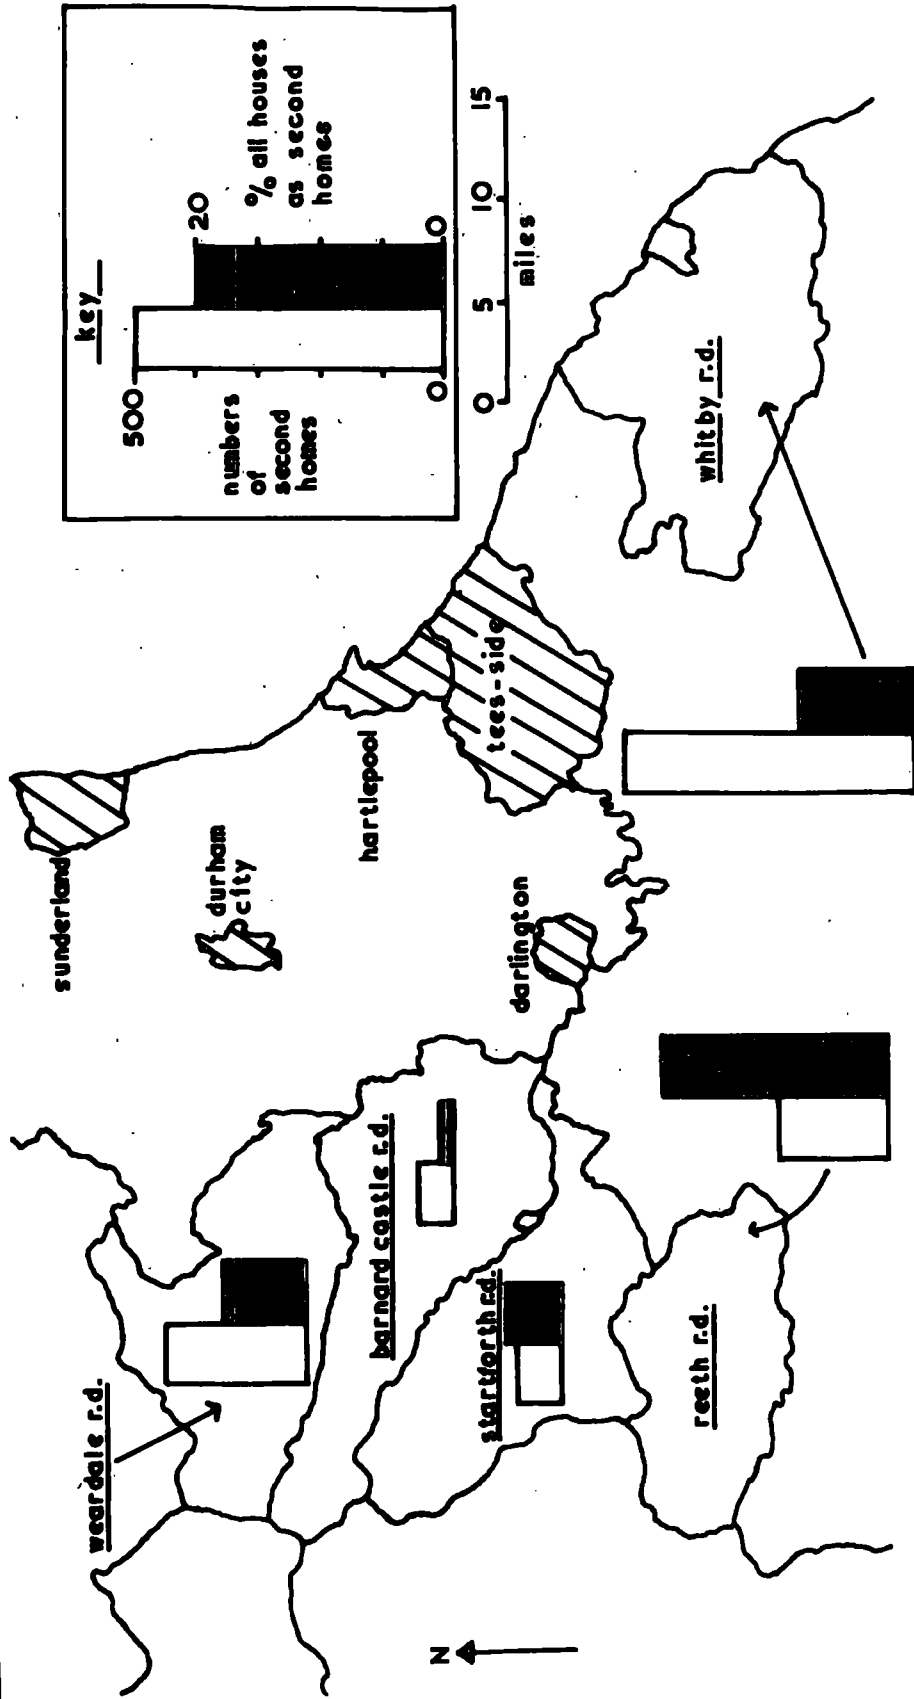 key
500
20
numbers
of
second
homes
% all houses
as second
homes
0
0
0
5
10
15
miles
sunderland
durham
city
hartlepool
tees-side
darlington
weardale r.d.
barnard castle r.d.
startforth r.d.
reeth r.d.
whitby r.d.
N